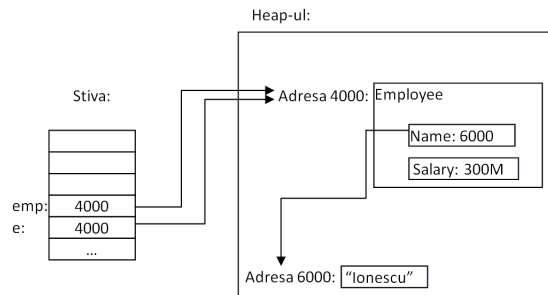 Heap-ul:
Stiva:
Adresa 4000:
Employee
Name: 6000
Salary: 300M
emp:
4000
e:
4000
...
Adresa 6000:
“Ionescu”